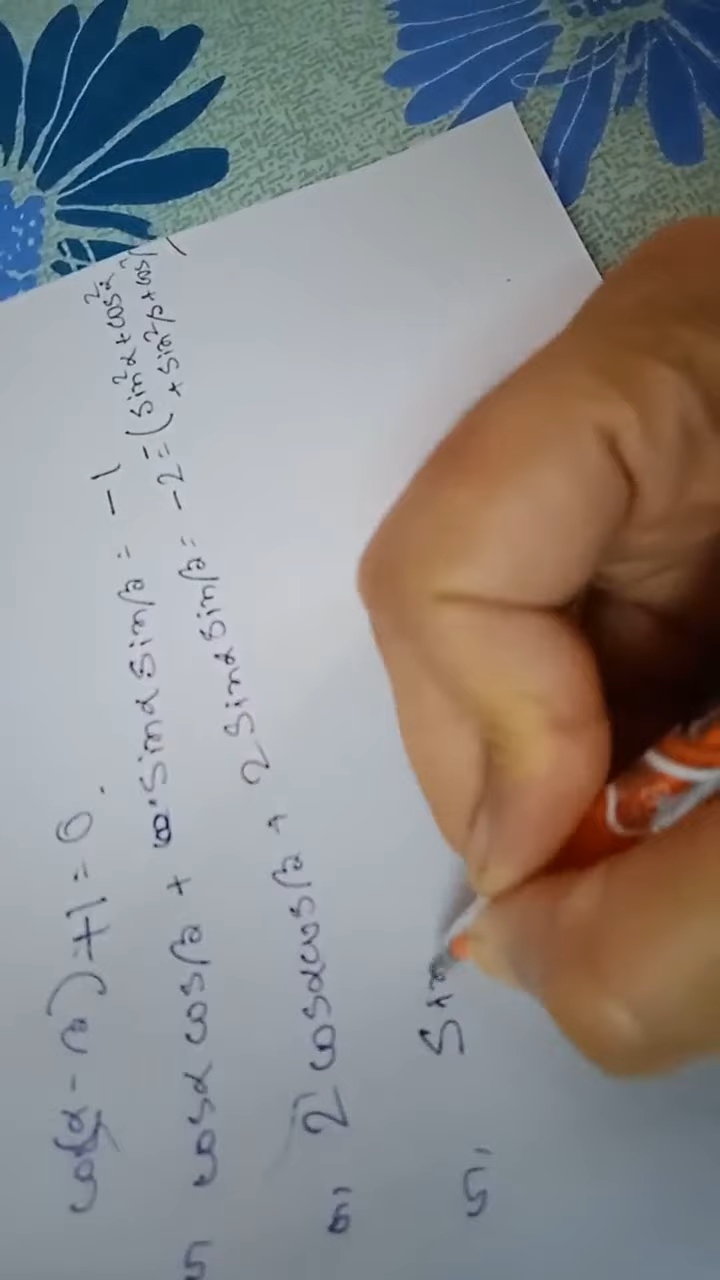 cos(α - β) + 1 = 0.
বা cosα cosβ + sinα sinβ = -1
বা, 2 cosα cosβ + 2 sinα sinβ = -2 = -(sin²α + cos²α
+ sin²β + cos²β)
বা, Sin